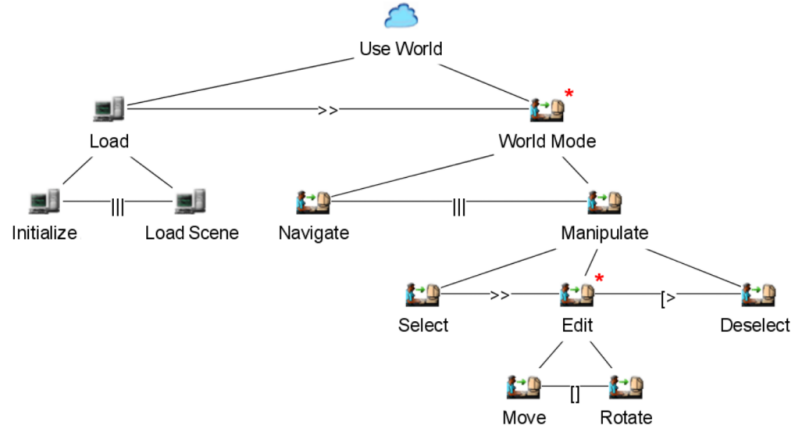 Use World
*
>>
Load
World Mode
|||
|||
Initialize
Load Scene
Navigate
Manipulate
*
>>
[>
Select
Edit
Deselect
[]
Move
Rotate